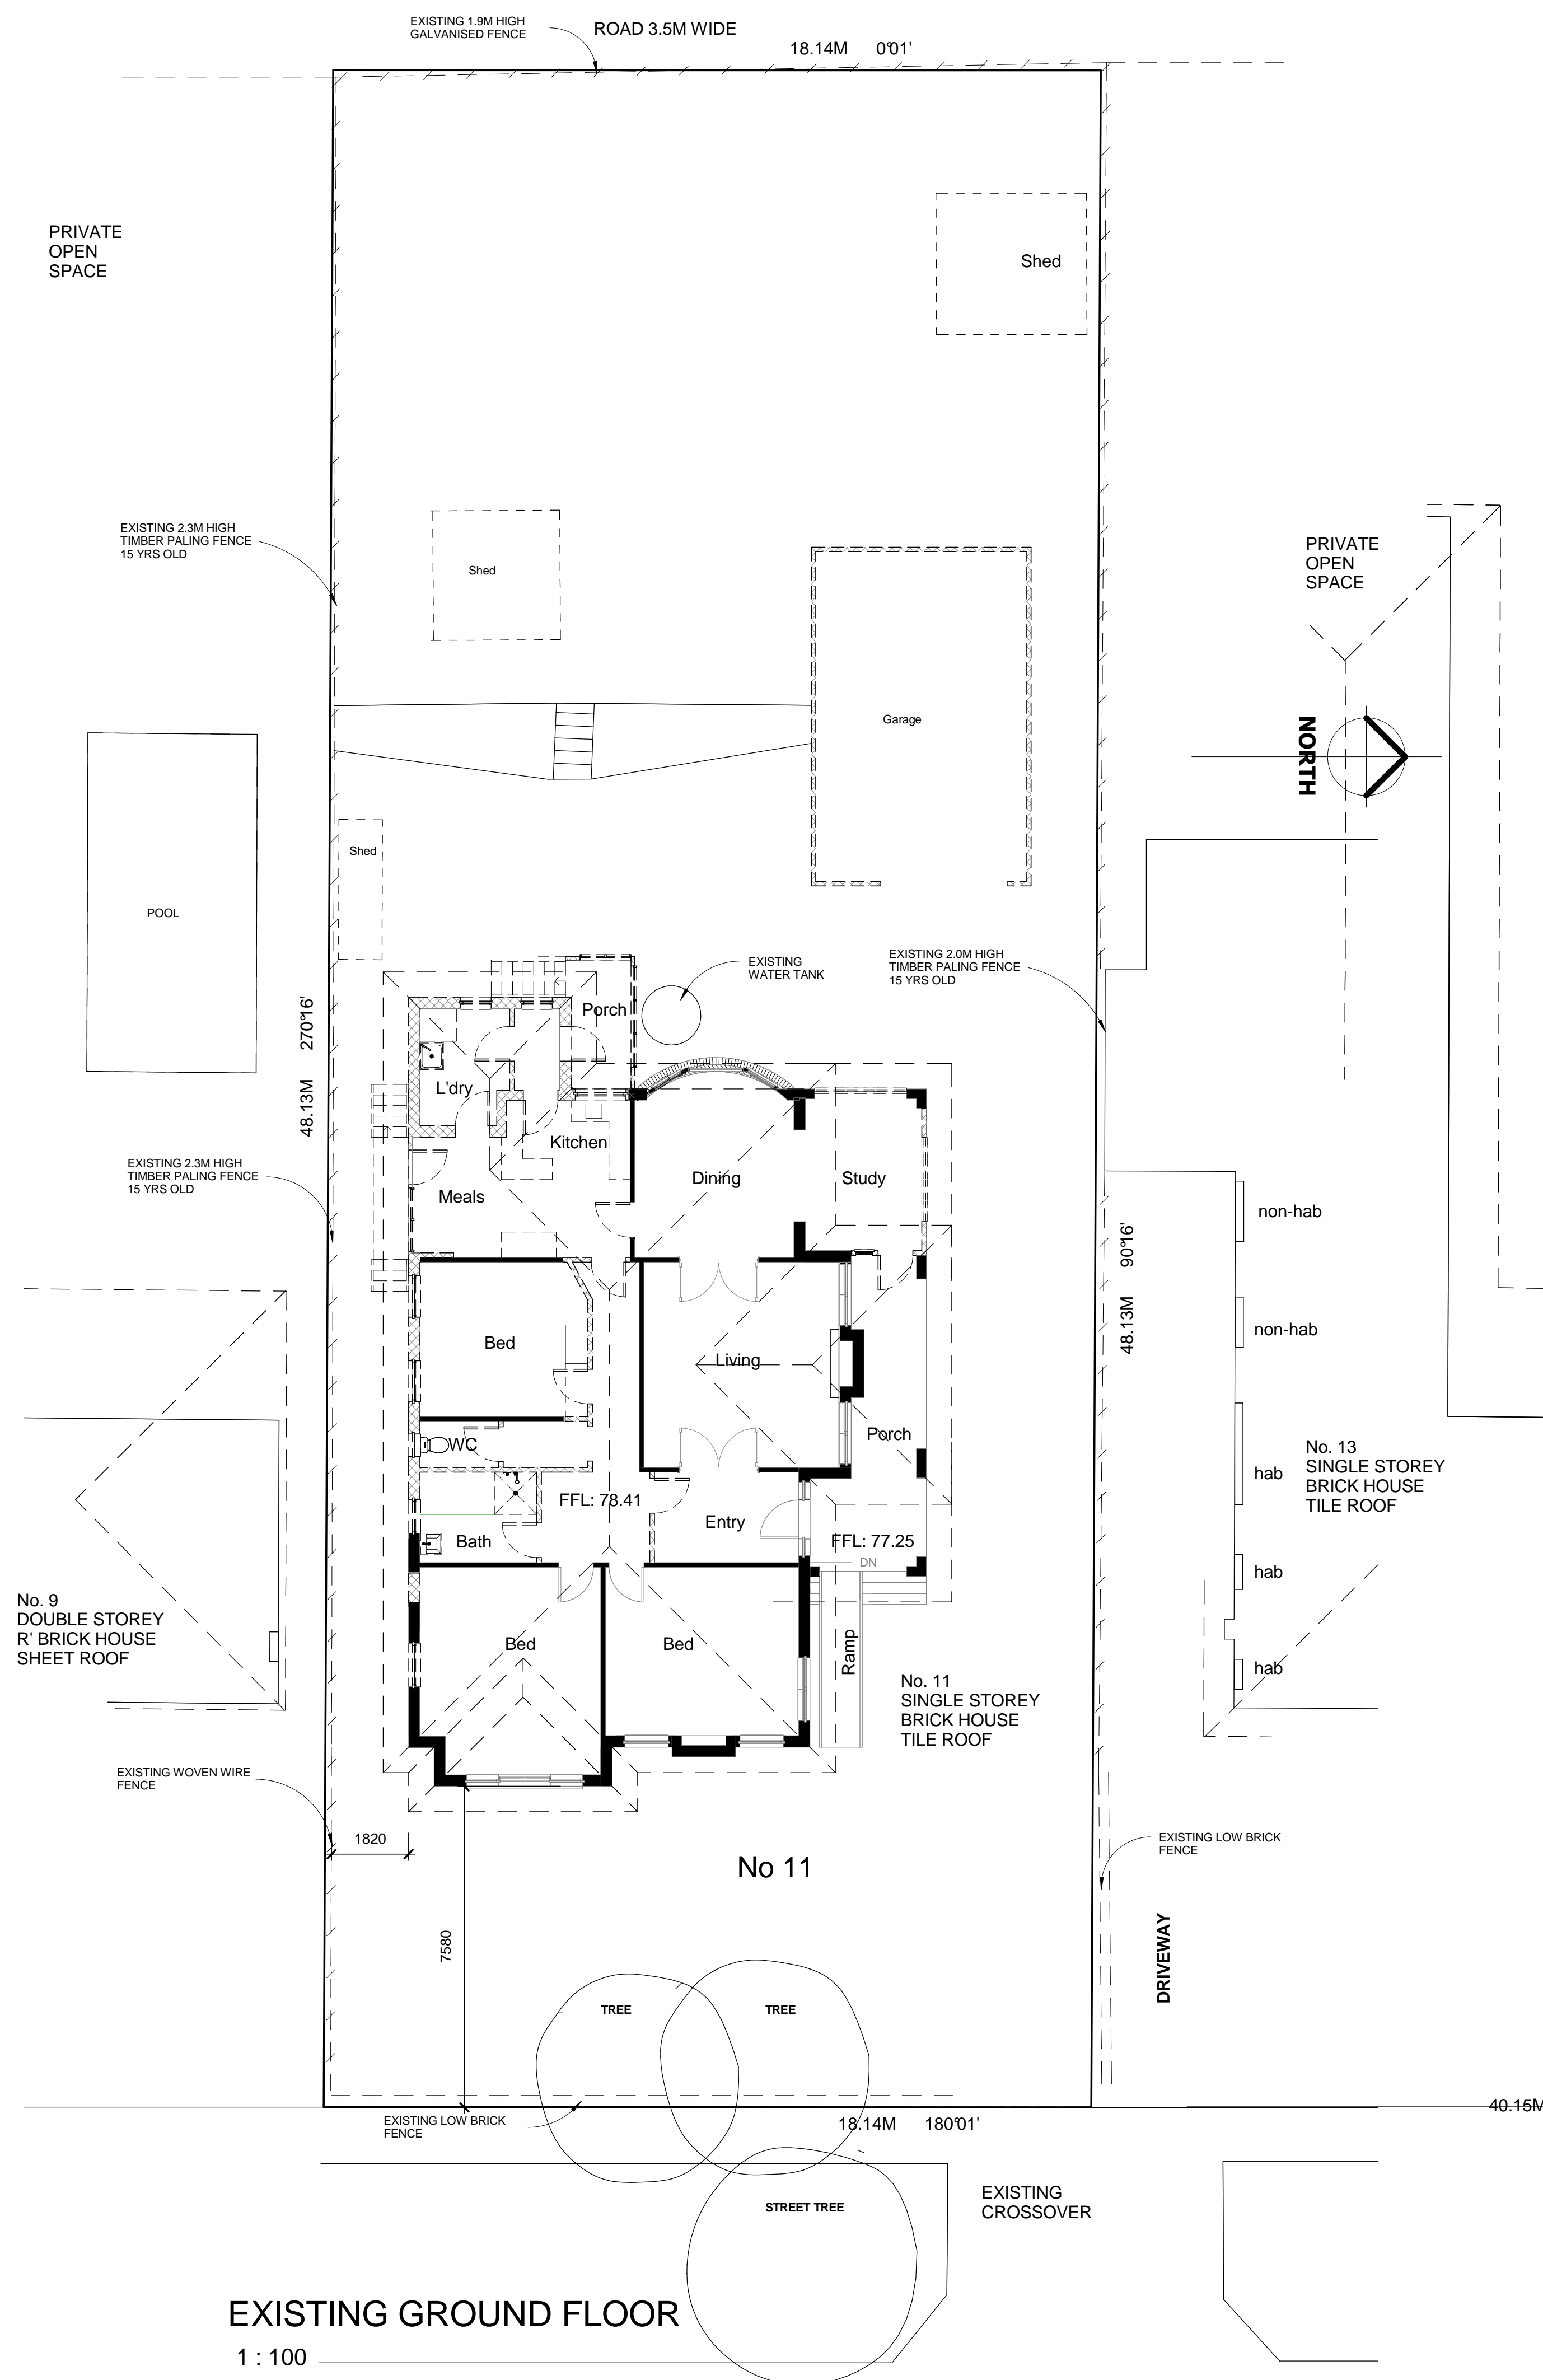 EXISTING 1.9M HIGH
GALVANISED FENCE
ROAD 3.5M WIDE
18.14M 0°01'
PRIVATE
OPEN
SPACE
Shed
EXISTING 2.3M HIGH
TIMBER PALING FENCE
15 YRS OLD
Shed
PRIVATE
OPEN
SPACE
Garage
NORTH
Shed
POOL
EXISTING
WATER TANK
EXISTING 2.0M HIGH
TIMBER PALING FENCE
15 YRS OLD
48.13M 270°16'
Porch
L'dry
Kitchen
EXISTING 2.3M HIGH
TIMBER PALING FENCE
15 YRS OLD
Meals
Dining
Study
non-hab
48.13M 90°16'
non-hab
Bed
Living
Porch
WC
No. 13
SINGLE STOREY
BRICK HOUSE
TILE ROOF
hab
FFL: 78.41
Entry
Bath
FFL: 77.25
DN
hab
No. 9
DOUBLE STOREY
R' BRICK HOUSE
SHEET ROOF
Bed
Bed
Ramp
hab
No. 11
SINGLE STOREY
BRICK HOUSE
TILE ROOF
EXISTING WOVEN WIRE
FENCE
1820
No 11
EXISTING LOW BRICK
FENCE
7580
DRIVEWAY
TREE
TREE
40.15M
EXISTING LOW BRICK
FENCE
18.14M 180°01'
EXISTING
CROSSOVER
STREET TREE
EXISTING GROUND FLOOR
1 : 100